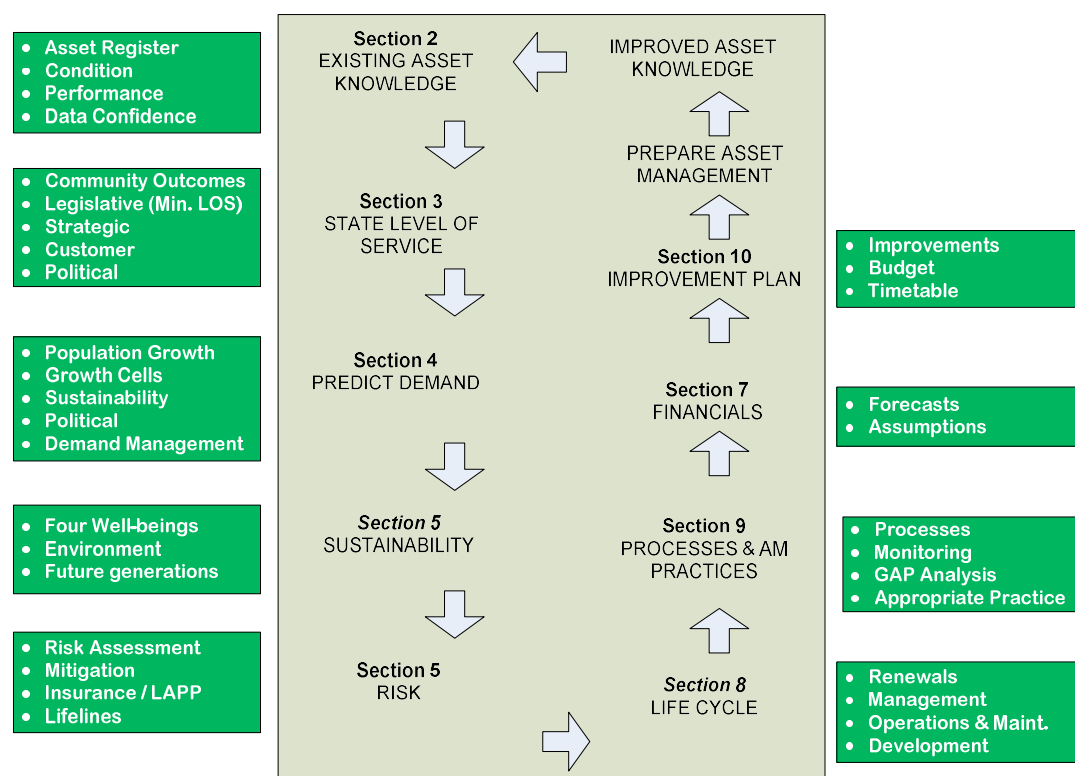 • Asset Register
• Condition
• Performance
• Data Confidence
• Community Outcomes
• Legislative (Min. LOS)
• Strategic
• Customer
• Political
• Population Growth
• Growth Cells
• Sustainability
• Political
• Demand Management
• Four Well-beings
• Environment
• Future generations
• Risk Assessment
• Mitigation
• Insurance / LAPP
• Lifelines
Section 2
EXISTING ASSET
KNOWLEDGE
Section 3
STATE LEVEL OF
SERVICE
Section 4
PREDICT DEMAND
Section 5
SUSTAINABILITY
Section 5
RISK
Section 8
LIFE CYCLE
Section 9
PROCESSES & AM
PRACTICES
Section 7
FINANCIALS
Section 10
IMPROVEMENT PLAN
PREPARE ASSET
MANAGEMENT
IMPROVED ASSET
KNOWLEDGE
• Improvements
• Budget
• Timetable
• Forecasts
• Assumptions
• Processes
• Monitoring
• GAP Analysis
• Appropriate Practice
• Renewals
• Management
• Operations & Maint.
• Development